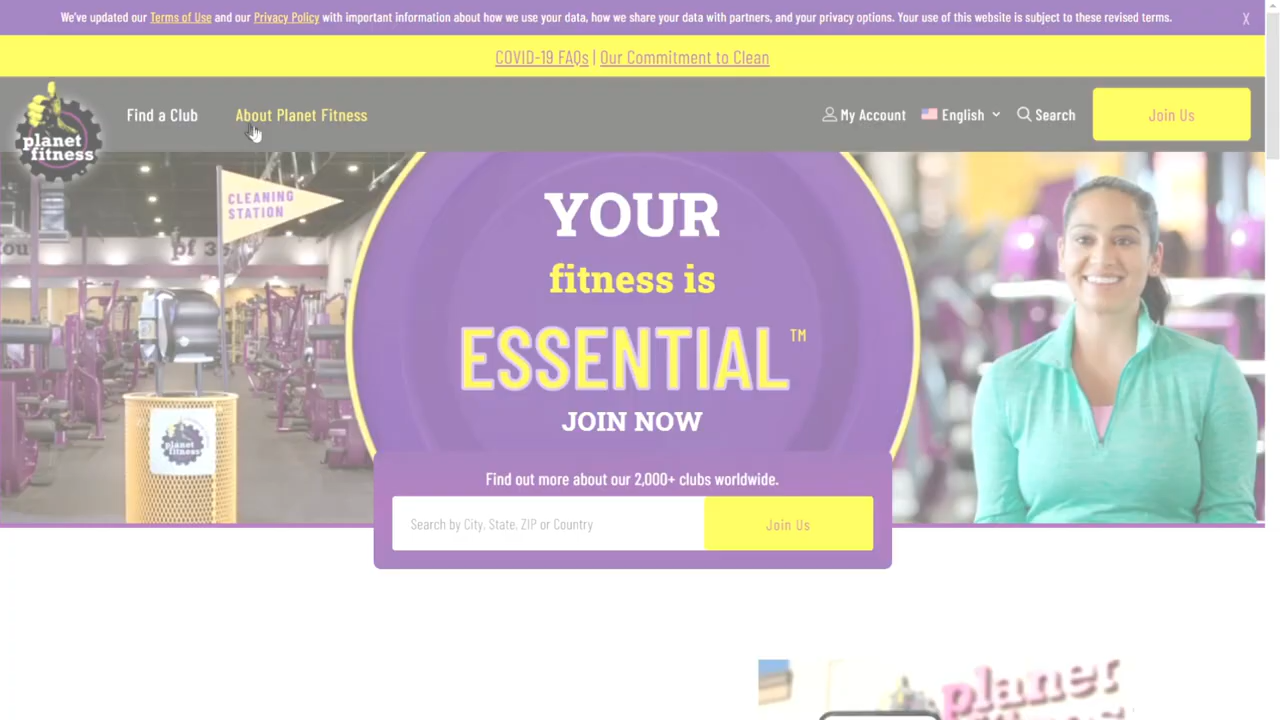 We've updated our Terms of Use and our Privacy Policy with important information about how we use your data, how we share your data with partners, and your privacy options. Your use of this website is subject to these revised terms.
X
COVID-19 FAQs | Our Commitment to Clean
planet
fitness
Find a Club
About Planet Fitness
My Account
English
Search
Join Us
CLEANING
STATION
pf 3
planet
fitness
YOUR
fitness is
ESSENTIAL™
JOIN NOW
Find out more about our 2,000+ clubs worldwide.
Search by City, State, ZIP or Country
Join Us
planet
fitness